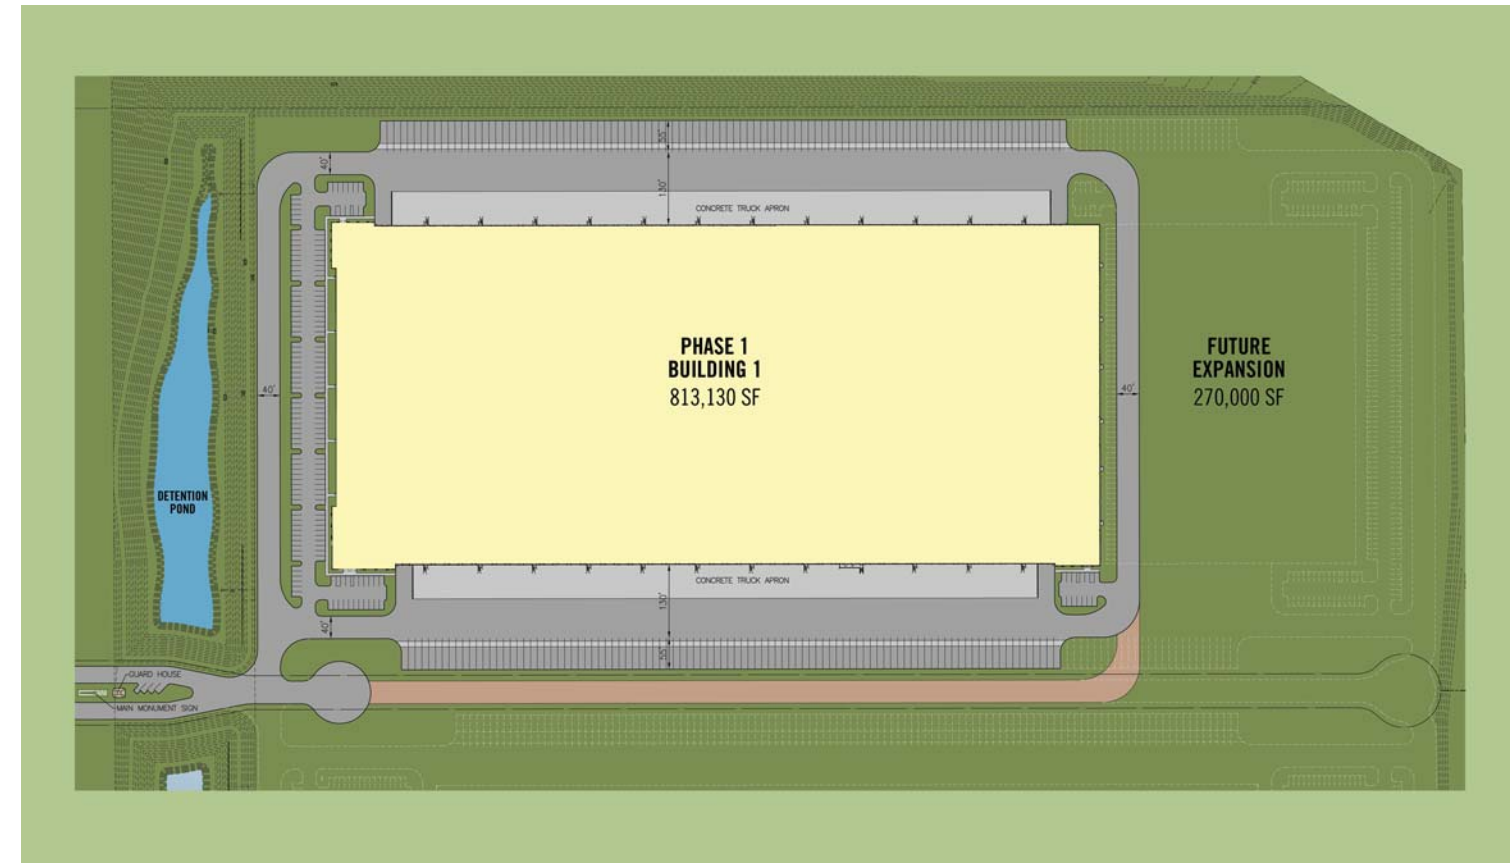 55'
40'
130'
CONCRETE TRUCK APRON
PHASE 1
BUILDING 1
813,130 SF
FUTURE
EXPANSION
270,000 SF
40'
40'
DETENTION
POND
CONCRETE TRUCK APRON
130'
40'
55'
GUARD HOUSE
MAIN MONUMENT SIGN